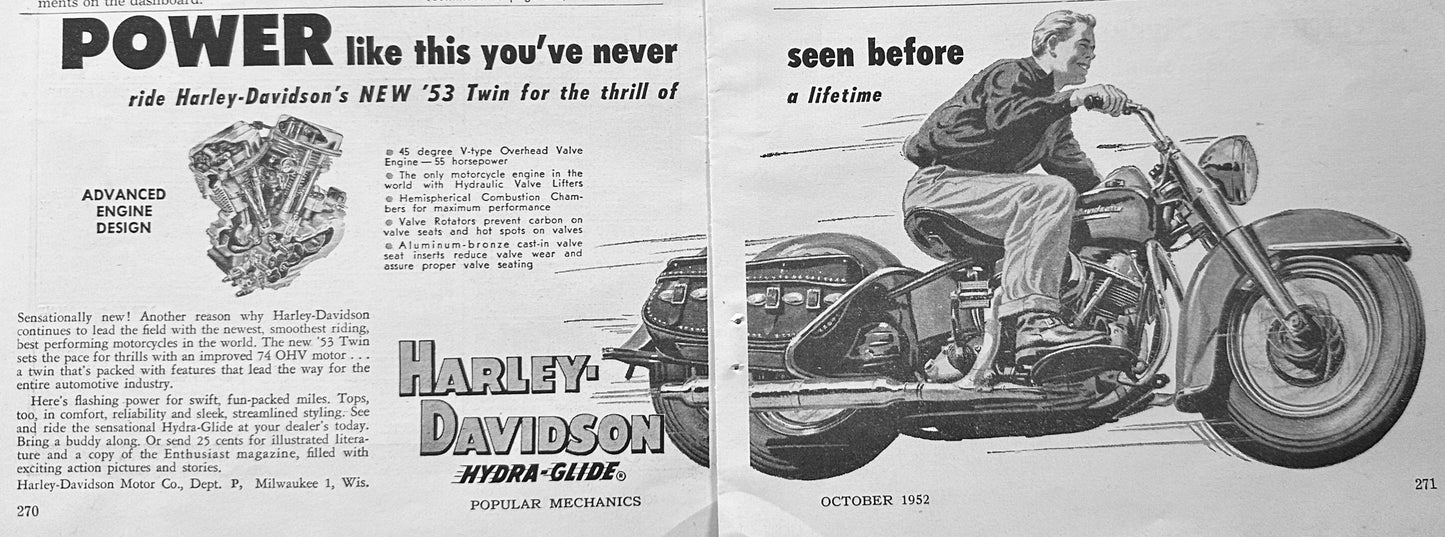 ments on the dashboard.
POWER like this you've never seen before
ride Harley-Davidson's NEW '53 Twin for the thrill of a lifetime
ADVANCED
ENGINE
DESIGN
45 degree V-type Overhead Valve
Engine — 55 horsepower
The only motorcycle engine in the
world with Hydraulic Valve Lifters
Hemispherical Combustion Cham-
bers for maximum performance
Valve Rotators prevent carbon on
valve seats and hot spots on valves
Aluminum-bronze cast-in valve
seat inserts reduce valve wear and
assure proper valve seating
Sensationally new! Another reason why Harley-Davidson
continues to lead the field with the newest, smoothest riding,
best performing motorcycles in the world. The new '53 Twin
sets the pace for thrills with an improved 74 OHV motor . . .
a twin that's packed with features that lead the way for the
entire automotive industry.
Here's flashing power for swift, fun-packed miles. Tops,
too, in comfort, reliability and sleek, streamlined styling. See
and ride the sensational Hydra-Glide at your dealer's today.
Bring a buddy along. Or send 25 cents for illustrated litera-
ture and a copy of the Enthusiast magazine, filled with
exciting action pictures and stories.
Harley-Davidson Motor Co., Dept. P, Milwaukee 1, Wis.
HARLEY-
DAVIDSON
HYDRA-GLIDE®
270
POPULAR MECHANICS
OCTOBER 1952
271